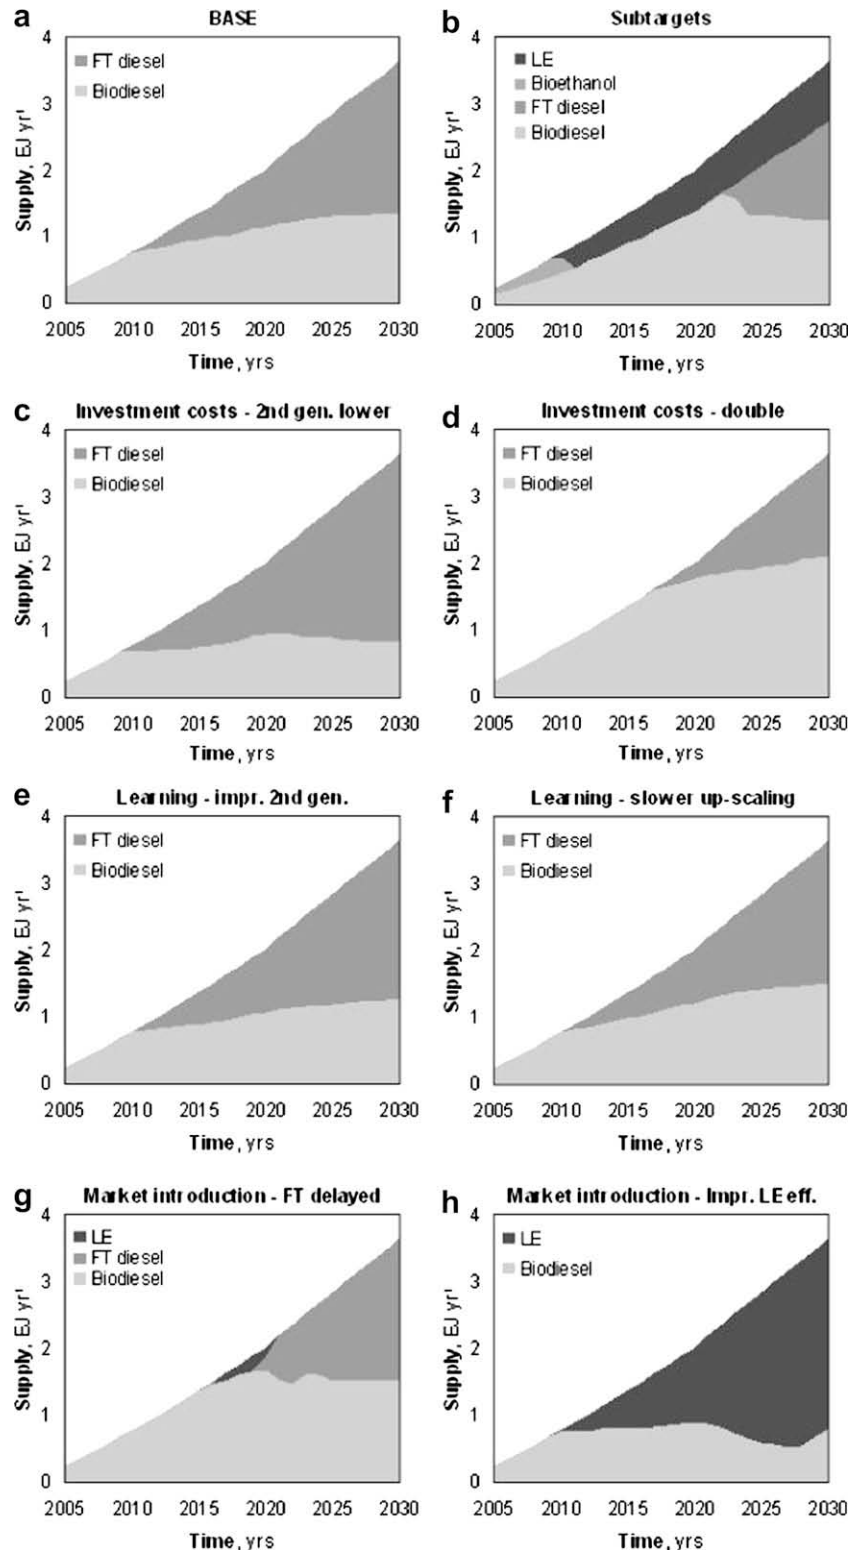 a BASE
FT diesel
Biodiesel
Supply, EJ yr'
4
3
2
1
0
2005 2010 2015 2020 2025 2030
Time, yrs
b Subtargets
LE
Bioethanol
FT diesel
Biodiesel
Supply, EJ yr'
4
3
2
1
0
2005 2010 2015 2020 2025 2030
Time, yrs
c Investment costs - 2nd gen. lower
FT diesel
Biodiesel
Supply, EJ yr'
4
3
2
1
0
2005 2010 2015 2020 2025 2030
Time, yrs
d Investment costs - double
FT diesel
Biodiesel
Supply, EJ yr'
4
3
2
1
0
2005 2010 2015 2020 2025 2030
Time, yrs
e Learning - impr. 2nd gen.
FT diesel
Biodiesel
Supply, EJ yr'
4
3
2
1
0
2005 2010 2015 2020 2025 2030
Time, yrs
f Learning - slower up-scaling
FT diesel
Biodiesel
Supply, EJ yr'
4
3
2
1
0
2005 2010 2015 2020 2025 2030
Time, yrs
g Market introduction - FT delayed
LE
FT diesel
Biodiesel
Supply, EJ yr'
4
3
2
1
0
2005 2010 2015 2020 2025 2030
Time, yrs
h Market introduction - Impr. LE eff.
LE
Biodiesel
Supply, EJ yr'
4
3
2
1
0
2005 2010 2015 2020 2025 2030
Time, yrs